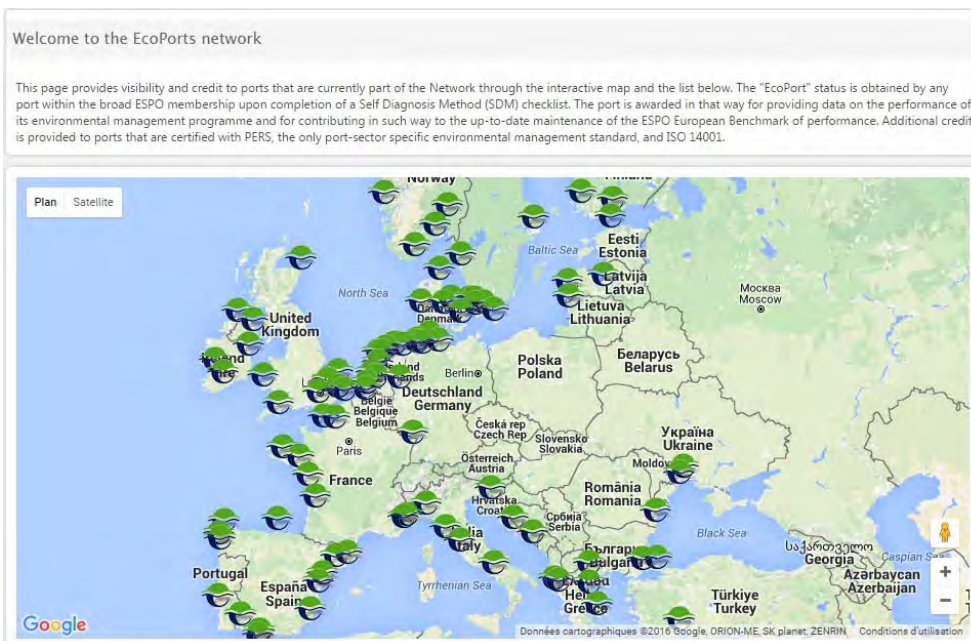 Welcome to the EcoPorts network
This page provides visibility and credit to ports that are currently part of the Network through the interactive map and the list below. The "EcoPort" status is obtained by any
port within the broad ESPO membership upon completion of a Self Diagnosis Method (SDM) checklist. The port is awarded in that way for providing data on the performance of
its environmental management programme and for contributing in such way to the up-to-date maintenance of the ESPO European Benchmark of performance. Additional credit
is provided to ports that are certified with PERS, the only port-sector specific environmental management standard, and ISO 14001.
Plan Satellite
Norway
Eesti
Estonia
Baltic Sea
Latvija
Latvia
Москва
Moscow
North Sea
Lietuva
Lithuania
United
Kingdom
Беларусь
Belarus
Polska
Poland
Berlin
Deutschland
Germany
België
Belgique
Belgium
Česká rep
Czech Rep
Slovensko
Slovakia
Україна
Ukraine
Paris
Österreich
Austria
France
România
Romania
Hrvatska
Србија
Serbia
Black Sea
საქართველო
Georgia
Caspian
Portugal
España
Spain
Tyrrhenian Sea
Azərbaycan
Azerbaijan
Türkiye
Turkey
Google
Données cartographiques ©2016 Google, ORION-ME, SK planet, ZENRIN Conditions d'utilisation